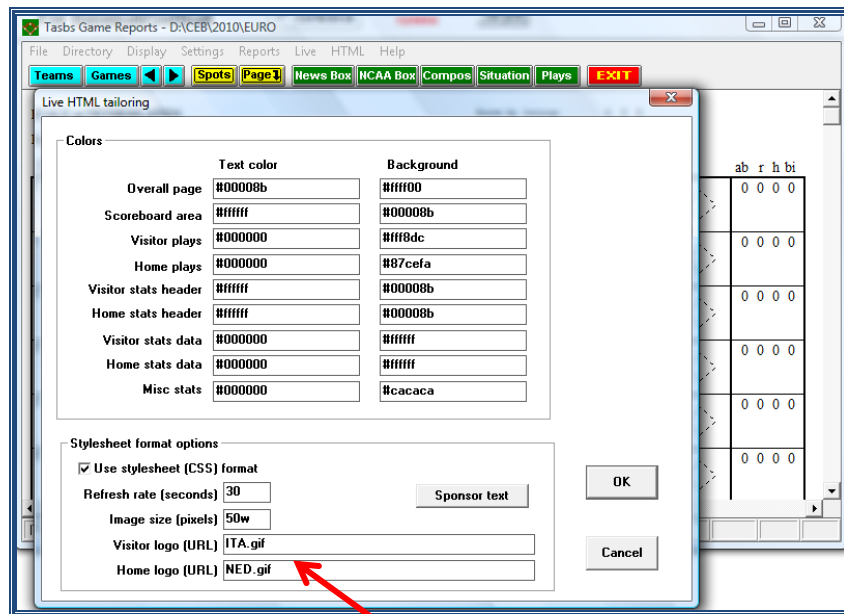 Tasbs Game Reports - D:\CEB\2010\EURO
File Directory Display Settings Reports Live HTML Help
Teams Games Spots Page News Box NCAA Box Compos Situation Plays EXIT
Live HTML tailoring
Colors
Text color Background
ab r h bi
Overall page #00008b #ffff00 0 0 0 0
Scoreboard area #ffffff #00008b
Visitor plays #000000 #fff8dc 0 0 0 0
Home plays #000000 #87cefa
Visitor stats header #ffffff #00008b 0 0 0 0
Home stats header #ffffff #00008b
Visitor stats data #000000 #ffffff 0 0 0 0
Home stats data #000000 #ffffff
Misc stats #000000 #cacaca 0 0 0 0
Stylesheet format options 0 0 0 0
Use stylesheet (CSS) format
Refresh rate (seconds) 30 Sponsor text OK
Image size (pixels) 50w
Visitor logo (URL) ITA.gif Cancel
Home logo (URL) NED.gif